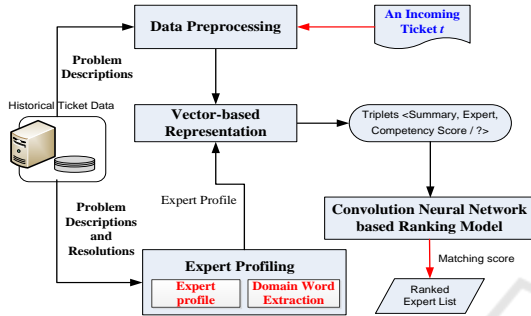 Data Preprocessing
An Incoming
Ticket t
Problem
Descriptions
Historical Ticket Data
Vector-based
Representation
Triplets <Summary, Expert,
Competency Score / ?>
Expert Profile
Problem
Descriptions
and
Resolutions
Convolution Neural Network
based Ranking Model
Matching score
Expert Profiling
Expert
profile
Domain Word
Extraction
Ranked
Expert List